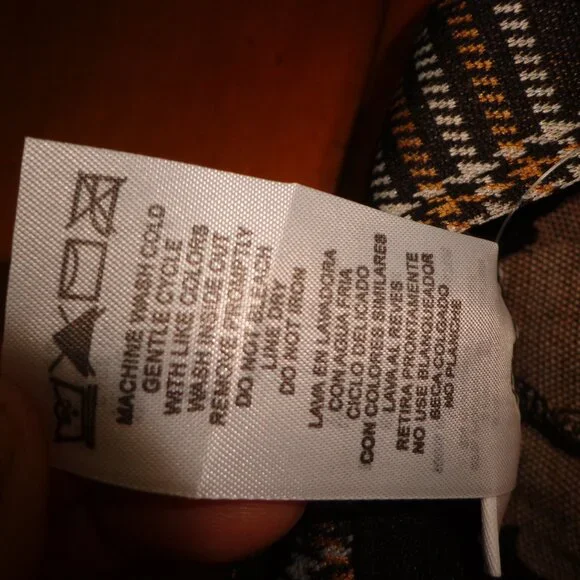 MACHINE WASH COLD
GENTLE CYCLE
WITH LIKE COLORS
WASH INSIDE OUT
REMOVE PROMPTLY
DO NOT BLEACH
LINE DRY
DO NOT IRON
LAVA EN LAVADORA
CON AGUA FRIA
CICLO DELICADO
CON COLORES SIMILARES
LAVA AL REVES
RETIRA PRONTAMENTE
NO USE BLANQUEADOR
SECA COLGADO
NO PLANCHE